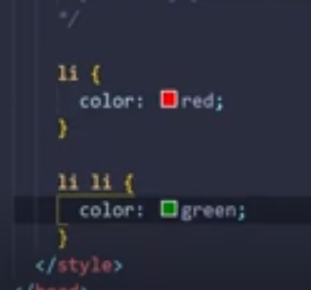 */
li {
color: red;
}
li li {
color: green;
}
</style>
</head>